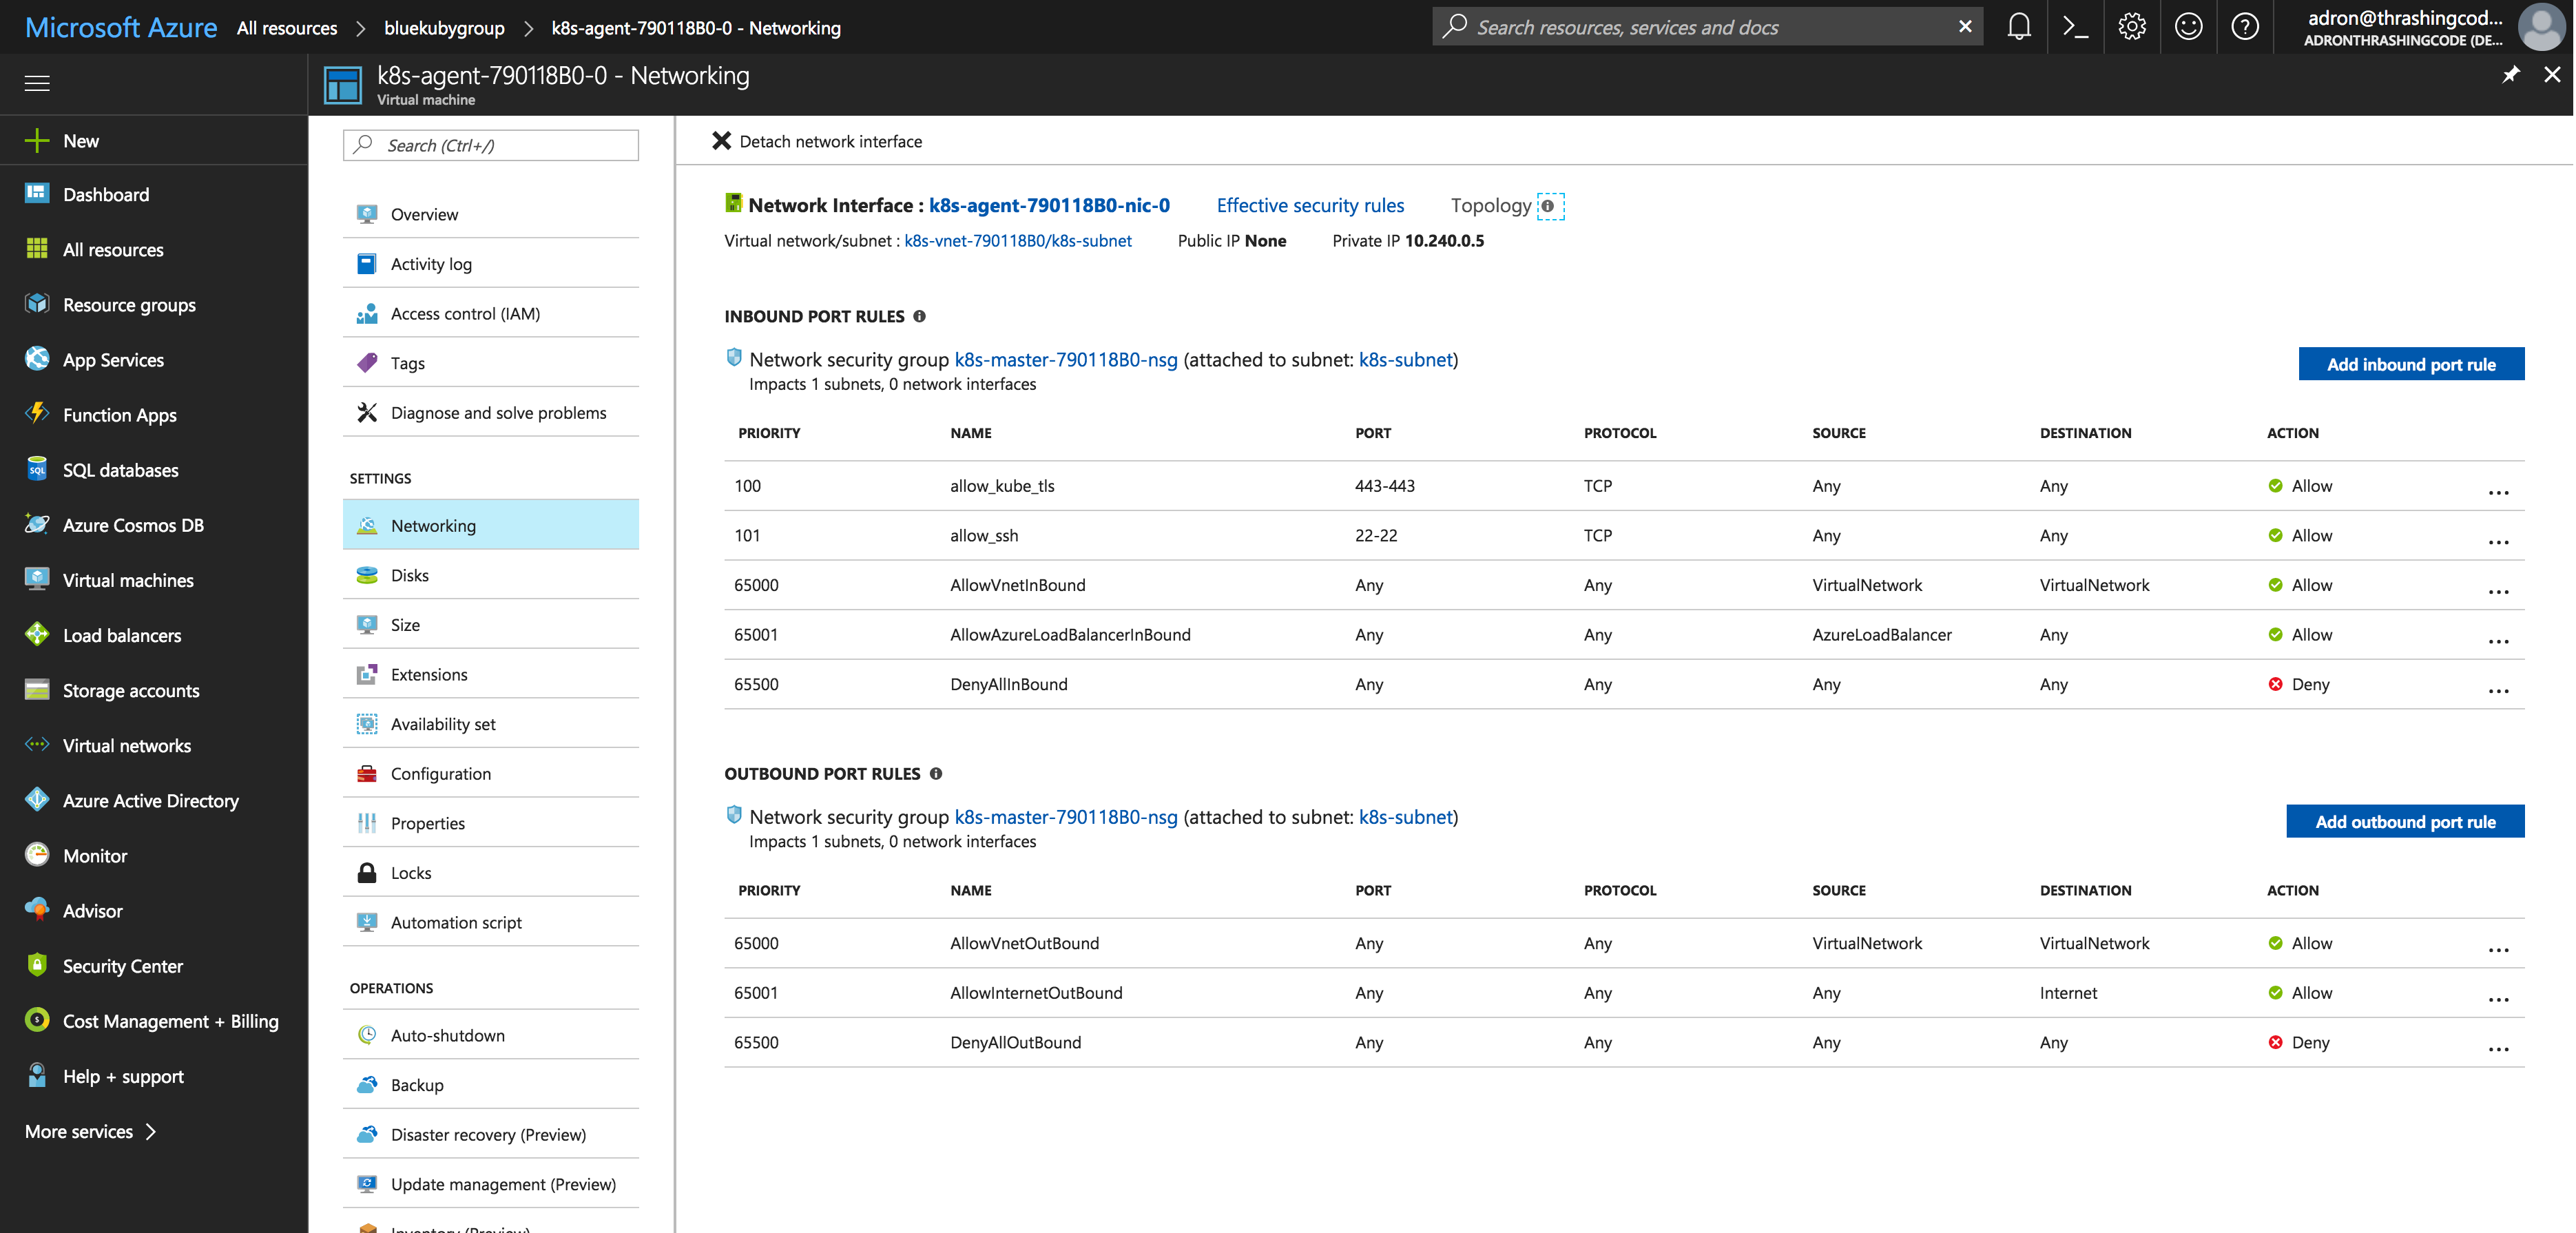 Microsoft Azure All resources > bluekubygroup > k8s-agent-790118B0-0 - Networking
Search resources, services and docs
adron@thrashingcod...
ADRONTHRASHINGCODE (DE...
k8s-agent-790118B0-0 - Networking
Virtual machine
New
Dashboard
All resources
Resource groups
App Services
Function Apps
SQL databases
Azure Cosmos DB
Virtual machines
Load balancers
Storage accounts
Virtual networks
Azure Active Directory
Monitor
Advisor
Security Center
Cost Management + Billing
Help + support
More services >
Search (Ctrl+/)
Overview
Activity log
Access control (IAM)
Tags
Diagnose and solve problems
SETTINGS
Networking
Disks
Size
Extensions
Availability set
Configuration
Properties
Locks
Automation script
OPERATIONS
Auto-shutdown
Backup
Disaster recovery (Preview)
Update management (Preview)
Inventory (Preview)
Detach network interface
Network Interface : k8s-agent-790118B0-nic-0 Effective security rules Topology
Virtual network/subnet : k8s-vnet-790118B0/k8s-subnet Public IP None Private IP 10.240.0.5
INBOUND PORT RULES
Network security group k8s-master-790118B0-nsg (attached to subnet: k8s-subnet)
Impacts 1 subnets, 0 network interfaces
Add inbound port rule
PRIORITY NAME PORT PROTOCOL SOURCE DESTINATION ACTION
100 allow_kube_tls 443-443 TCP Any Any Allow ...
101 allow_ssh 22-22 TCP Any Any Allow ...
65000 AllowVnetInBound Any Any VirtualNetwork VirtualNetwork Allow ...
65001 AllowAzureLoadBalancerInBound Any Any AzureLoadBalancer Any Allow ...
65500 DenyAllInBound Any Any Any Any Deny ...
OUTBOUND PORT RULES
Network security group k8s-master-790118B0-nsg (attached to subnet: k8s-subnet)
Impacts 1 subnets, 0 network interfaces
Add outbound port rule
PRIORITY NAME PORT PROTOCOL SOURCE DESTINATION ACTION
65000 AllowVnetOutBound Any Any VirtualNetwork VirtualNetwork Allow ...
65001 AllowInternetOutBound Any Any Any Internet Allow ...
65500 DenyAllOutBound Any Any Any Any Deny ...